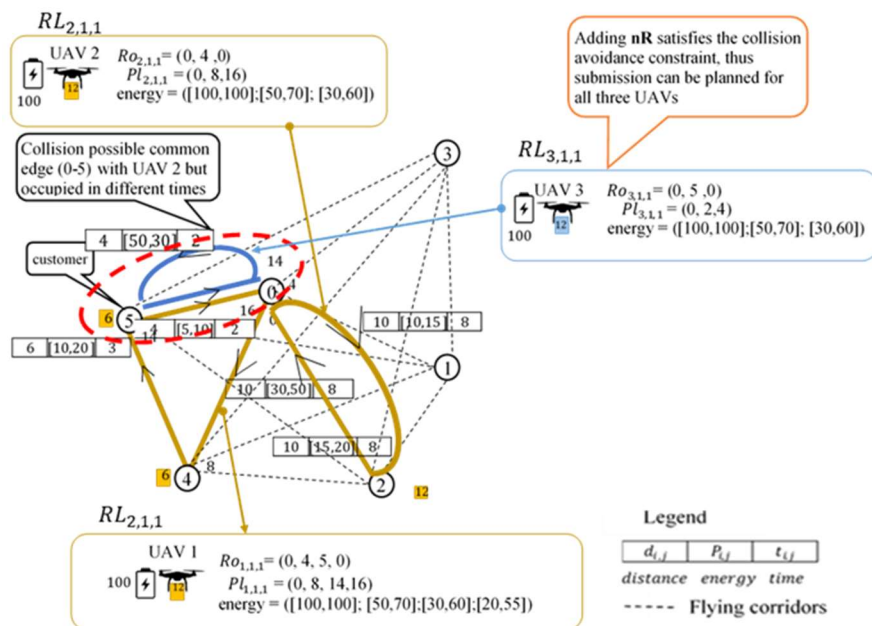 RL₂,₁,₁
UAV 2
12
100
Ro₂,₁,₁= (0, 4 ,0)
Pl₂,₁,₁ = (0, 8,16)
energy = ([100,100];[50,70]; [30,60])
Adding nR satisfies the collision
avoidance constraint, thus
submission can be planned for
all three UAVs
Collision possible common
edge (0-5) with UAV 2 but
occupied in different times
RL₃,₁,₁
UAV 3
12
100
Ro₃,₁,₁= (0, 5 ,0)
Pl₃,₁,₁ = (0, 2,4)
energy = ([100,100];[50,70]; [30,60])
3
4 [50,30] 2
customer
14
0
4
16
0
6
5
14
4 [5,10] 2
10 [10,15] 8
6 [10,20] 3
1
10 [30,50] 8
10 [15,20] 8
6
4
8
2
12
RL₂,₁,₁
UAV 1
12
100
Ro₁,₁,₁= (0, 4, 5, 0)
Pl₁,₁,₁ = (0, 8, 14,16)
energy = ([100,100]; [50,70];[30,60];[20,55])
Legend
dᵢ,ⱼ Pᵢ,ⱼ tᵢ,ⱼ
distance energy time
Flying corridors